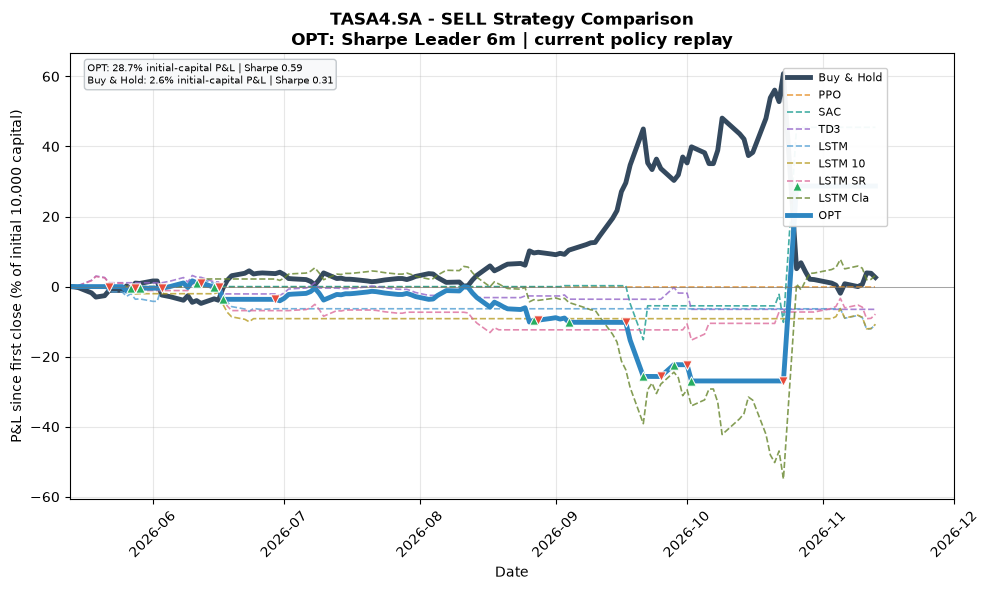 TASA4.SA - SELL Strategy Comparison
OPT: Sharpe Leader 6m | current policy replay
OPT: 28.7% initial-capital P&L | Sharpe 0.59
Buy & Hold: 2.6% initial-capital P&L | Sharpe 0.31
Buy & Hold
PPO
SAC
TD3
LSTM
LSTM 10
LSTM SR
LSTM Cla
OPT
P&L since first close (% of initial 10,000 capital)
60
40
20
0
−20
−40
−60
2026-06
2026-07
2026-08
2026-09
2026-10
2026-11
2026-12
Date